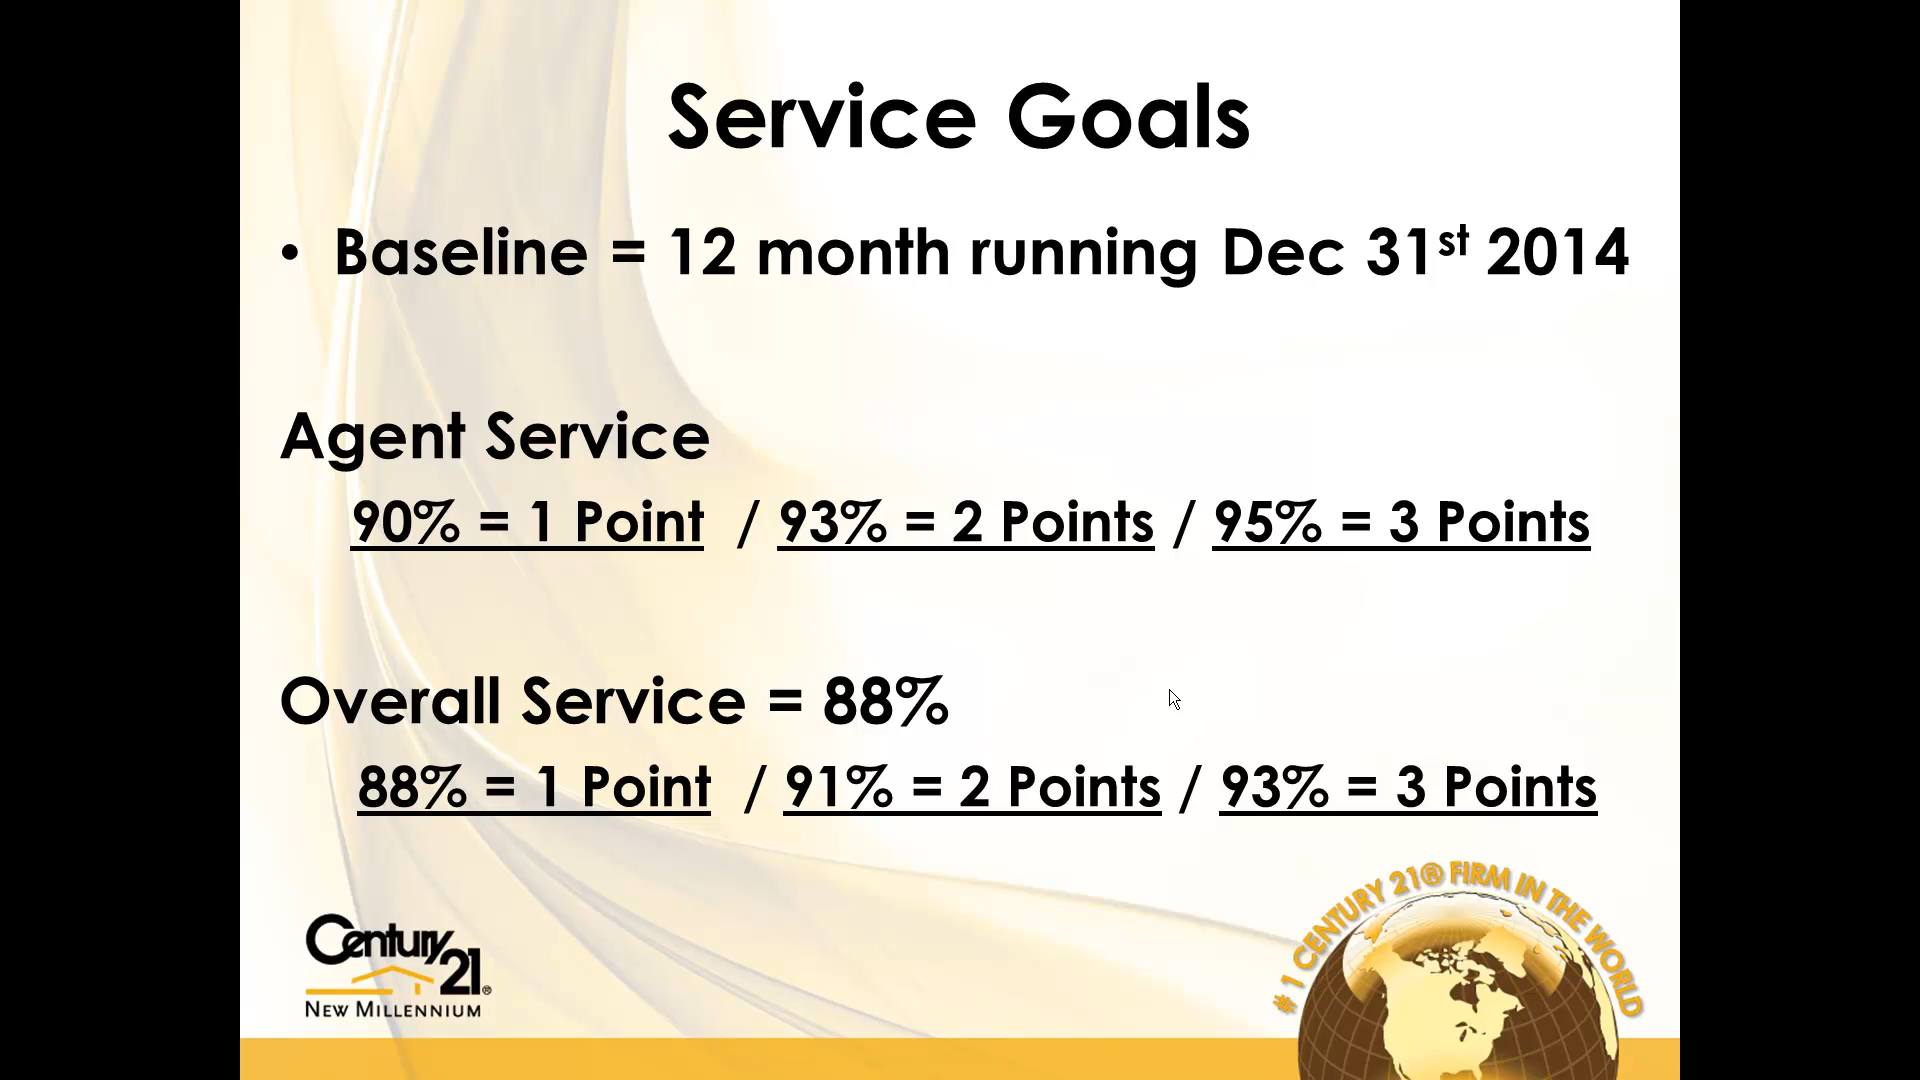 Service Goals
• Baseline = 12 month running Dec 31st 2014
Agent Service
90% = 1 Point / 93% = 2 Points / 95% = 3 Points
Overall Service = 88%
88% = 1 Point / 91% = 2 Points / 93% = 3 Points
# 1 CENTURY 21® FIRM IN THE WORLD
Century 21®
NEW MILLENNIUM